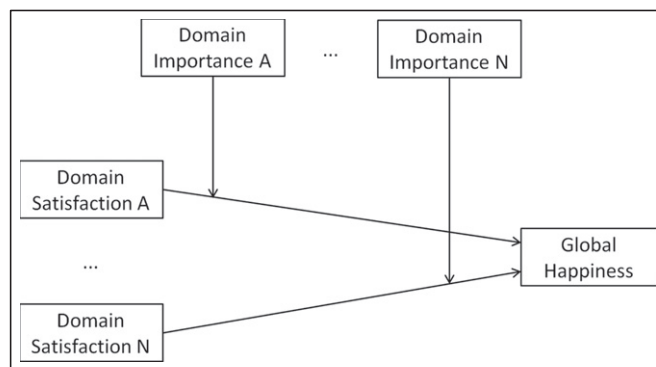 Domain
Importance A
...
Domain
Importance N
Domain
Satisfaction A
Global
Happiness
...
Domain
Satisfaction N